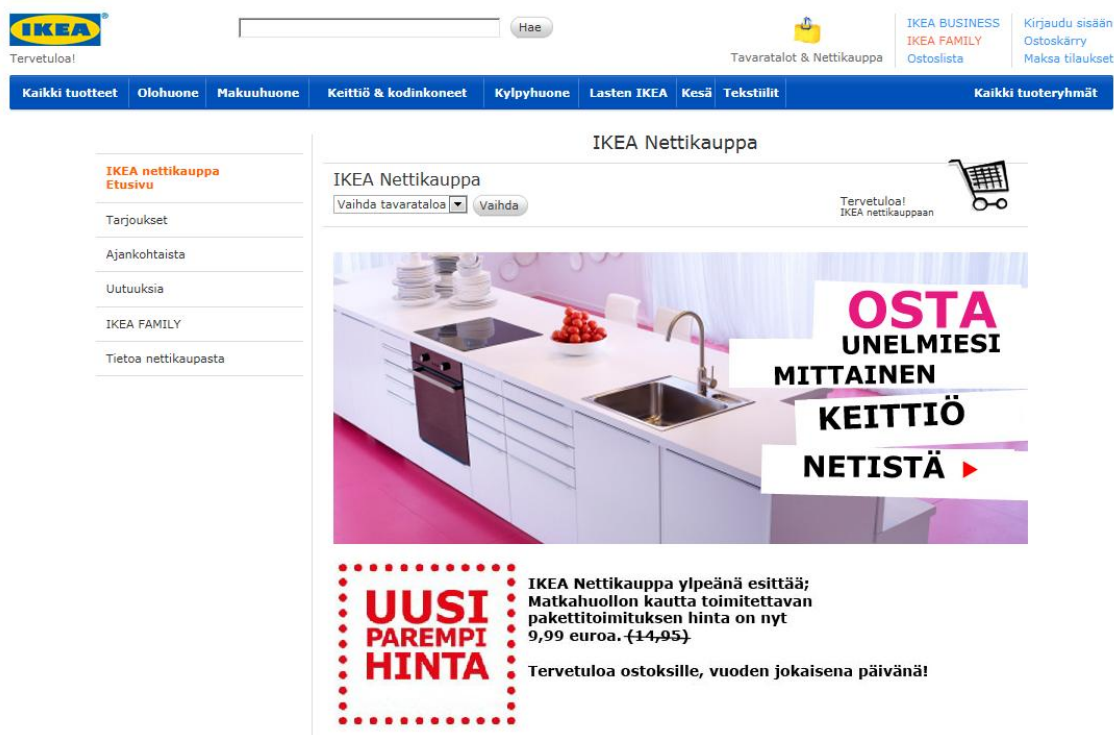 IKEA®
Hae
Tervetuloa!
Tavaratalot & Nettikauppa
IKEA BUSINESS
IKEA FAMILY
Ostoslista
Kirjaudu sisään
Ostoskärry
Maksa tilaukset
Kaikki tuotteet Olohuone Makuuhuone Keittiö & kodinkoneet Kylpyhuone Lasten IKEA Kesä Tekstiilit Kaikki tuoteryhmät
IKEA nettikauppa
Etusivu
Tarjoukset
Ajankohtaista
Uutuuksia
IKEA FAMILY
Tietoa nettikaupasta
IKEA Nettikauppa
IKEA Nettikauppa
Vaihda tavarataloa Vaihda
Tervetuloa!
IKEA nettikauppaan
OSTA
UNELMIESI
MITTAINEN
KEITTIÖ
NETISTÄ
UUSI
PAREMPI
HINTA
IKEA Nettikauppa ylpeänä esittää;
Matkahuollon kautta toimitettavan
pakettitoimituksen hinta on nyt
9,99 euroa. (14,95)
Tervetuloa ostoksille, vuoden jokaisena päivänä!